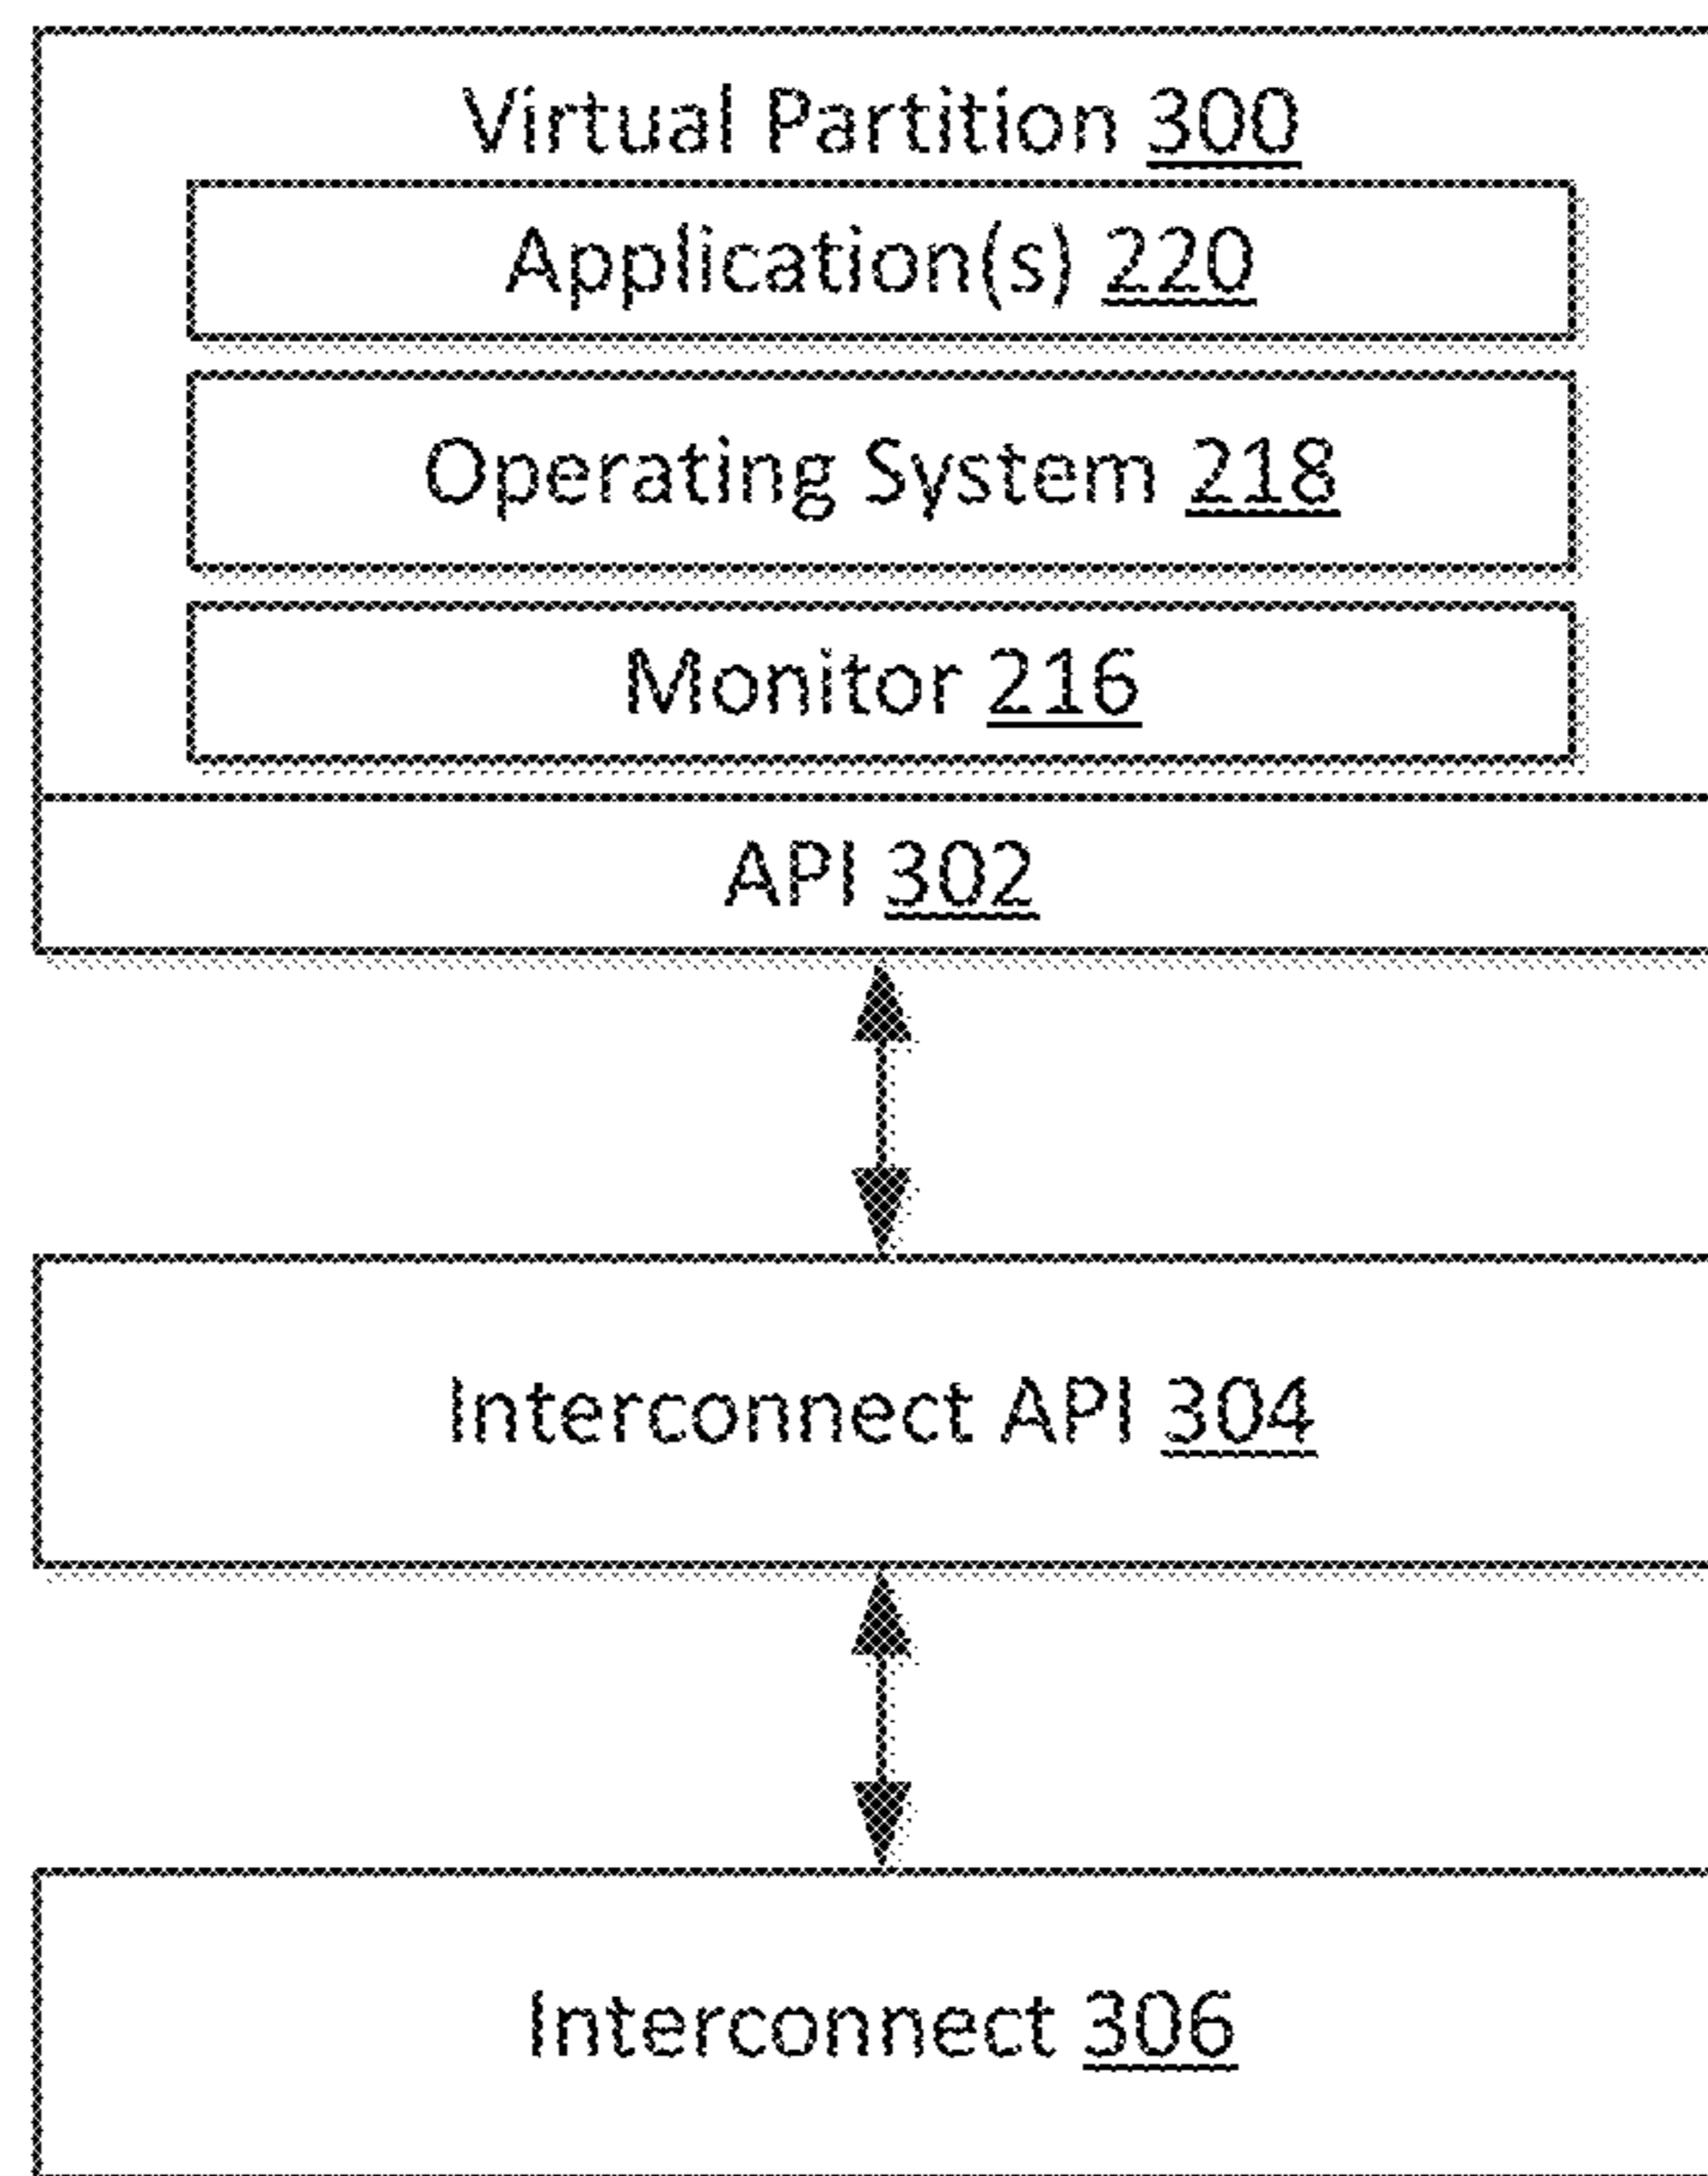 Virtual Partition 300
Application(s) 220
Operating System 218
Monitor 216
API 302
Interconnect API 304
Interconnect 306